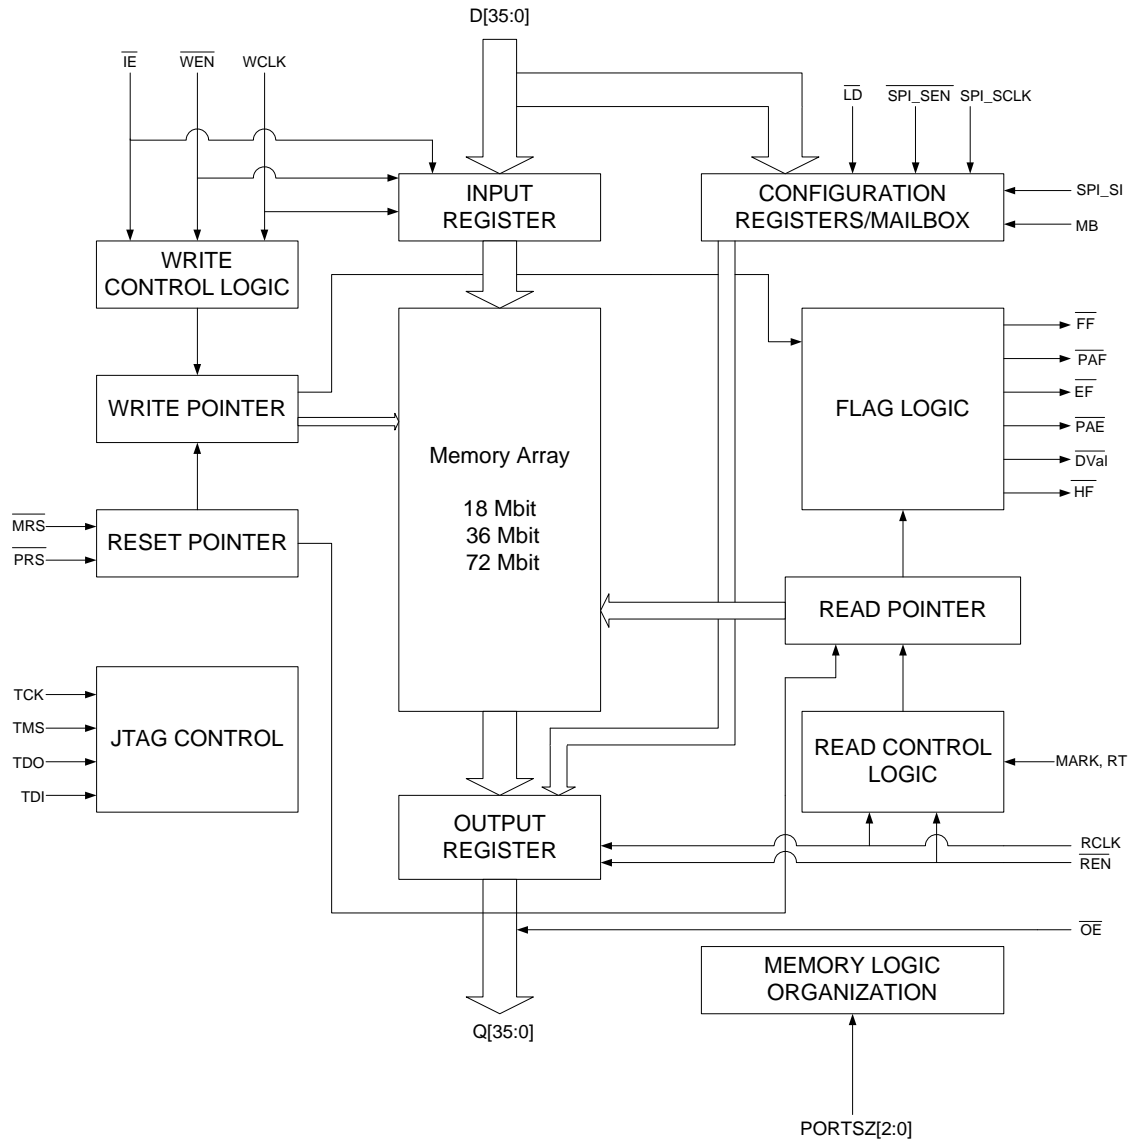 D[35:0]
IE
WEN
WCLK
LD
SPI_SEN
SPI_SCLK
INPUT
REGISTER
CONFIGURATION
REGISTERS/MAILBOX
SPI_SI
MB
WRITE
CONTROL LOGIC
WRITE POINTER
Memory Array
18 Mbit
36 Mbit
72 Mbit
FLAG LOGIC
FF
PAF
EF
PAE
DVal
HF
MRS
PRS
RESET POINTER
READ POINTER
TCK
TMS
TDO
TDI
JTAG CONTROL
READ CONTROL
LOGIC
MARK, RT
OUTPUT
REGISTER
RCLK
REN
OE
MEMORY LOGIC
ORGANIZATION
Q[35:0]
PORTSZ[2:0]